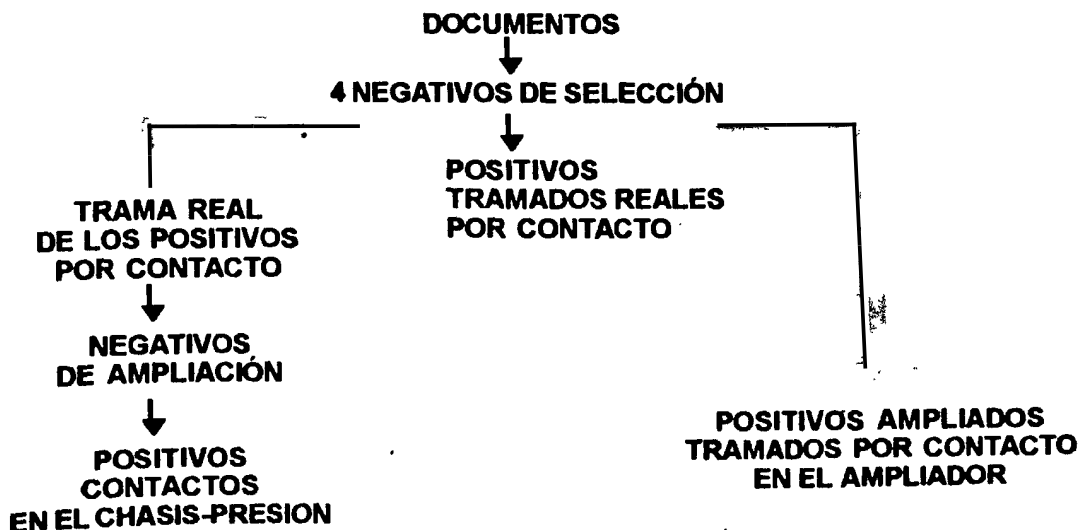 DOCUMENTOS
4 NEGATIVOS DE SELECCIÓN
TRAMA REAL
DE LOS POSITIVOS
POR CONTACTO
NEGATIVOS
DE AMPLIACIÓN
POSITIVOS
CONTACTOS
EN EL CHASIS-PRESION
POSITIVOS
TRAMADOS REALES
POR CONTACTO
POSITIVOS AMPLIADOS
TRAMADOS POR CONTACTO
EN EL AMPLIADOR